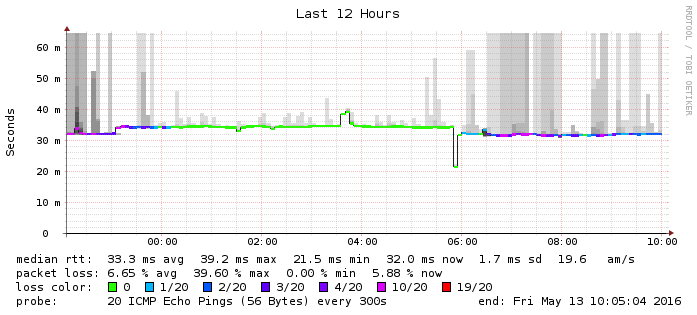 Last 12 Hours
RRDTOOL / TOBI OETIKER
Seconds
60 m
50 m
40 m
30 m
20 m
10 m
0
00:00 02:00 04:00 06:00 08:00 10:00
median rtt: 33.3 ms avg 39.2 ms max 21.5 ms min 32.0 ms now 1.7 ms sd 19.6 am/s
packet loss: 6.65 % avg 39.60 % max 0.00 % min 5.88 % now
loss color: 0 1/20 2/20 3/20 4/20 10/20 19/20
probe: 20 ICMP Echo Pings (56 Bytes) every 300s end: Fri May 13 10:05:04 2016